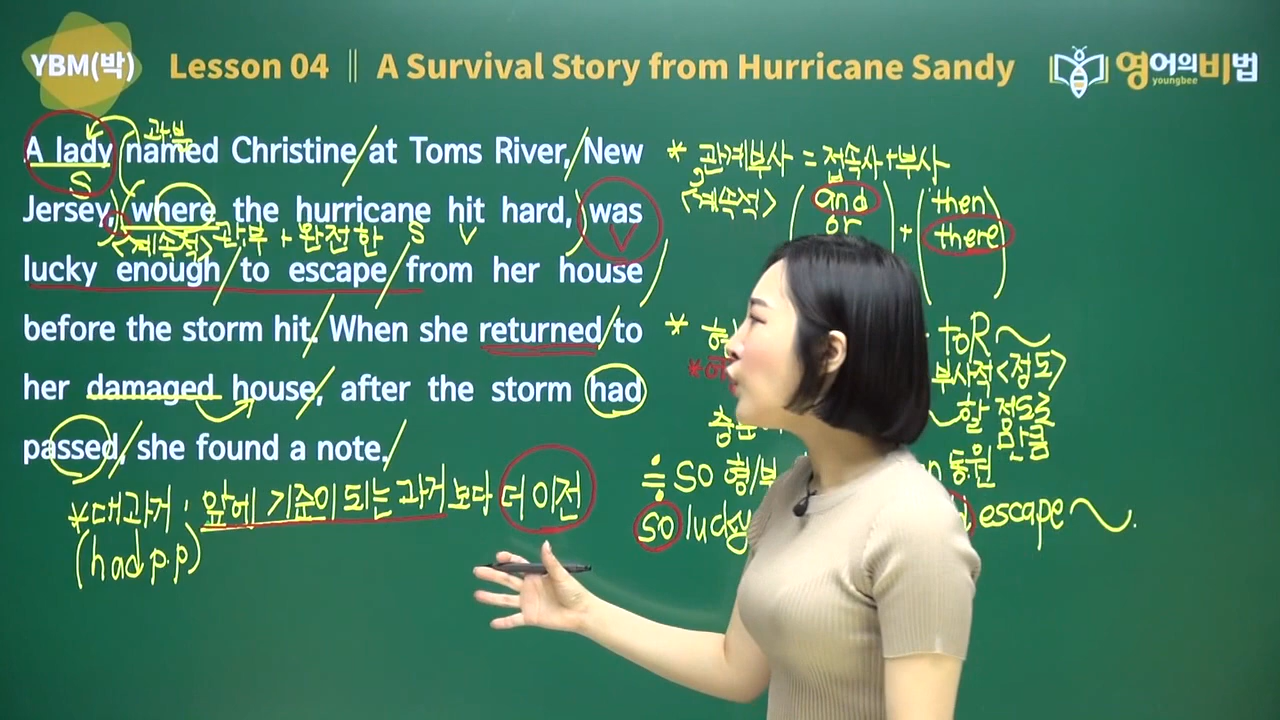 YBM(박)
Lesson 04 || A Survival Story from Hurricane Sandy
영어의비법
youngbee
관·부
A lady named Christine at Toms River, New
S
Jersey, where the hurricane hit hard, was
<계속적> 관·부 + 완전한 S V V
lucky enough to escape from her house
before the storm hit. When she returned to
her damaged house, after the storm had
passed, she found a note.
*대과거 : 앞에 기준이 되는 과거보다 더 이전
(had p.p)
* 관계부사 = 접속사+부사
<계속적> (and + (then)
or there)
* 형 toR~
부사적<정도>
~할 정도로
만큼
≒ so 형/부 동원
so lucky escape~.